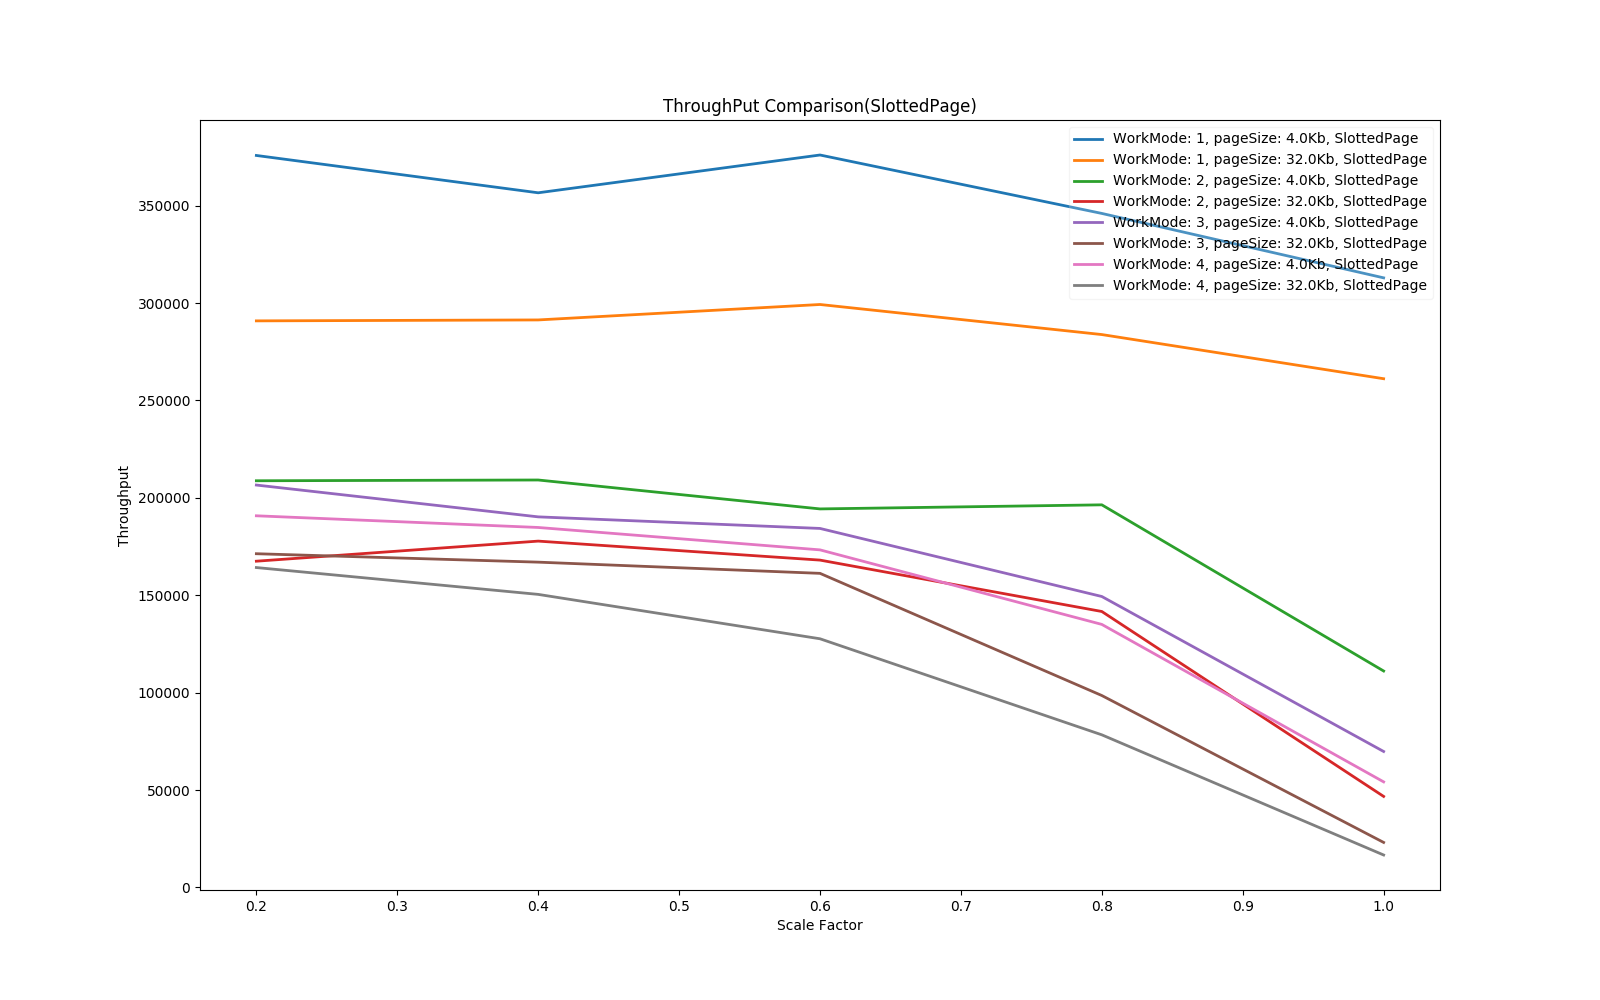 ThroughPut Comparison(SlottedPage)
WorkMode: 1, pageSize: 4.0Kb, SlottedPage
WorkMode: 1, pageSize: 32.0Kb, SlottedPage
WorkMode: 2, pageSize: 4.0Kb, SlottedPage
WorkMode: 2, pageSize: 32.0Kb, SlottedPage
WorkMode: 3, pageSize: 4.0Kb, SlottedPage
WorkMode: 3, pageSize: 32.0Kb, SlottedPage
WorkMode: 4, pageSize: 4.0Kb, SlottedPage
WorkMode: 4, pageSize: 32.0Kb, SlottedPage
350000
300000
250000
200000
150000
100000
50000
0
Throughput
0.2 0.3 0.4 0.5 0.6 0.7 0.8 0.9 1.0
Scale Factor